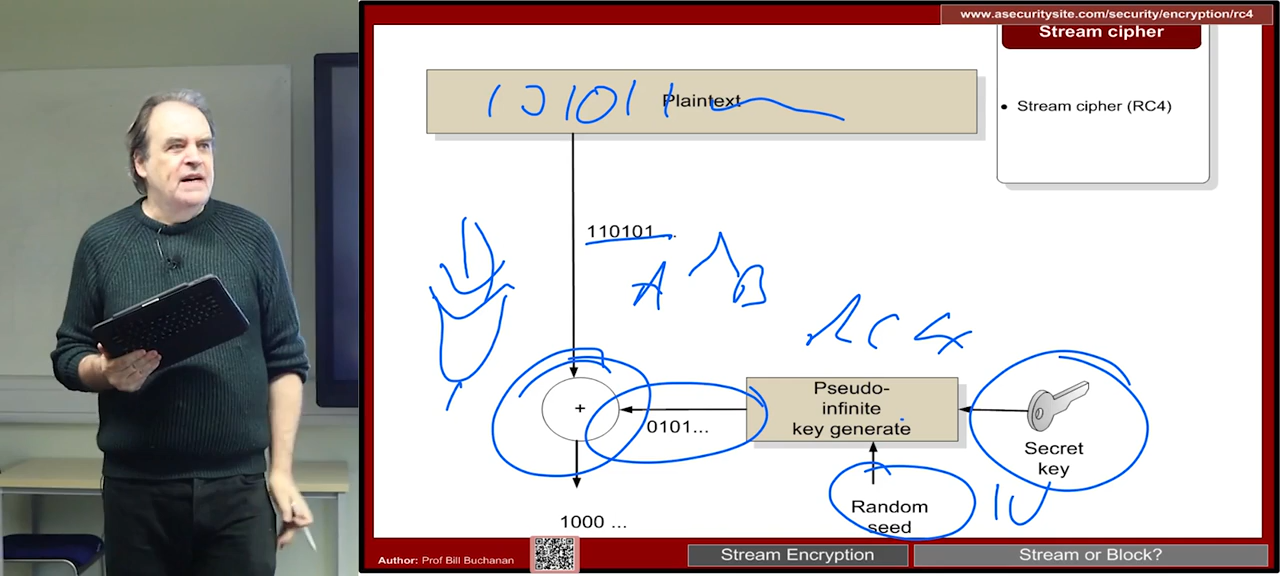 www.asecuritysite.com/security/encryption/rc4
Stream cipher
• Stream cipher (RC4)
Plaintext
101011
110101
A ^ B
RC4
Pseudo-
infinite
key generate
+
0101...
Secret
key
Random
seed
IV
1000 ...
Author: Prof Bill Buchanan
Stream Encryption
Stream or Block?